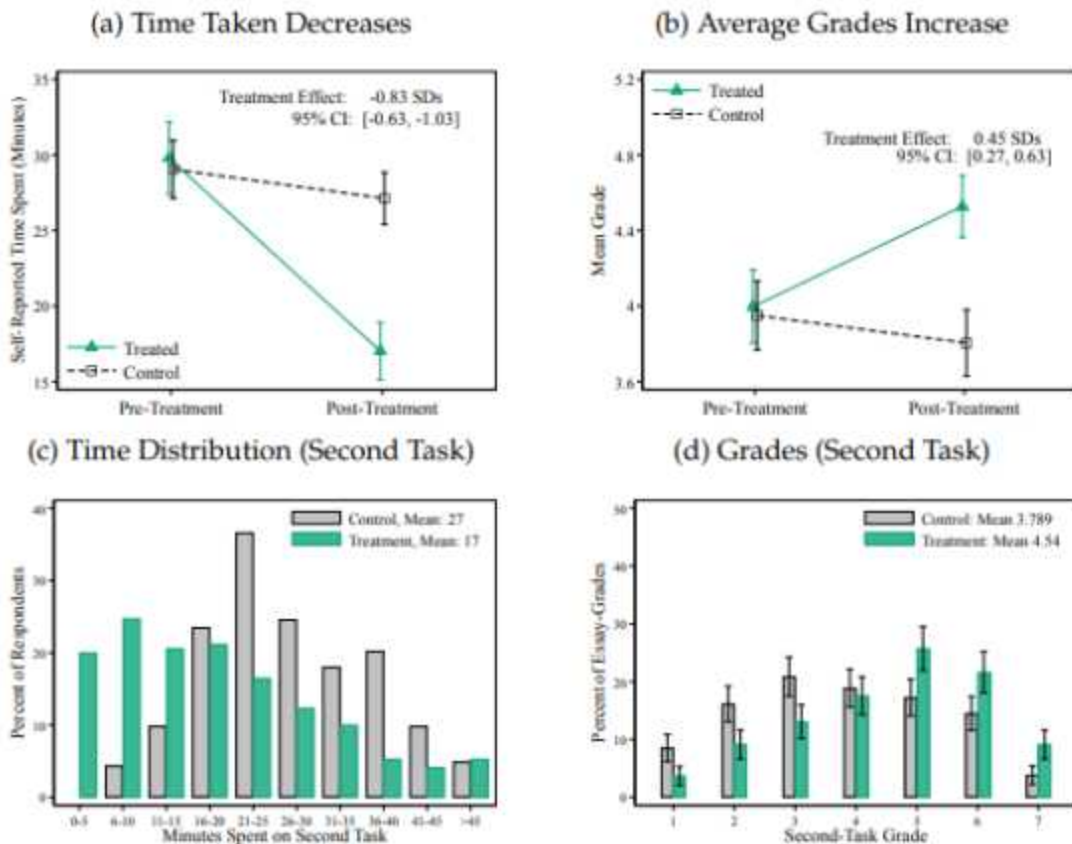 (a) Time Taken Decreases
35
30
25
20
15
Self-Reported Time Spent (Minutes)
Treatment Effect: -0.83 SDs
95% CI: [-0.63, -1.03]
Treated
Control
Pre-Treatment Post-Treatment
(b) Average Grades Increase
5.2
4.8
4.4
4
3.6
Mean Grade
Treated
Control
Treatment Effect: 0.45 SDs
95% CI: [0.27, 0.63]
Pre-Treatment Post-Treatment
(c) Time Distribution (Second Task)
40
30
20
10
0
Percent of Respondents
Control, Mean: 27
Treatment, Mean: 17
0-5 6-10 11-15 16-20 21-25 26-30 31-35 36-40 41-45 >45
Minutes Spent on Second Task
(d) Grades (Second Task)
50
40
30
20
10
0
Percent of Essay-Grades
Control: Mean 3.789
Treatment: Mean 4.54
1 2 3 4 5 6 7
Second-Task Grade